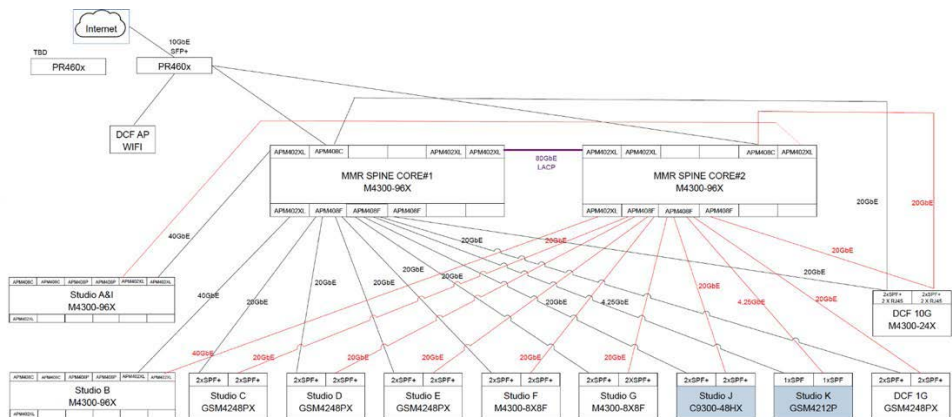 Internet
10GbE
SFP+
TBD
PR460x
PR460x
DCF AP
WIFI
APM402XL APM408C APM402XL APM402XL
MMR SPINE CORE#1
M4300-96X
APM402XL APM408F APM408F APM408F
80GbE
LACP
APM402XL APM402XL APM408C APM402XL
MMR SPINE CORE#2
M4300-96X
APM402XL APM408F APM408F APM408F
20GbE
20GbE
40GbE
20GbE
20GbE
20GbE
20GbE
Studio A&I
M4300-96X
40GbE
20GbE
20GbE
20GbE
20GbE
20GbE
4.25GbE
20GbE
4.25GbE
20GbE
2xSPF+ 2xSPF+
2 X RJ45 2 X RJ45
DCF 10G
M4300-24X
40GbE
20GbE
20GbE
20GbE
20GbE
20GbE
Studio B
M4300-96X
2xSPF+ 2xSPF+
Studio C
GSM4248PX
2xSPF+ 2xSPF+
Studio D
GSM4248PX
2xSPF+ 2xSPF+
Studio E
GSM4248PX
2xSPF+ 2xSPF+
Studio F
M4300-8X8F
2xSPF+ 2xSPF+
Studio G
M4300-8X8F
2xSPF+ 2xSPF+
Studio J
C9300-48HX
1xSPF 1xSPF
Studio K
GSM4212P
2xSPF+ 2xSPF+
DCF 1G
GSM4248PX